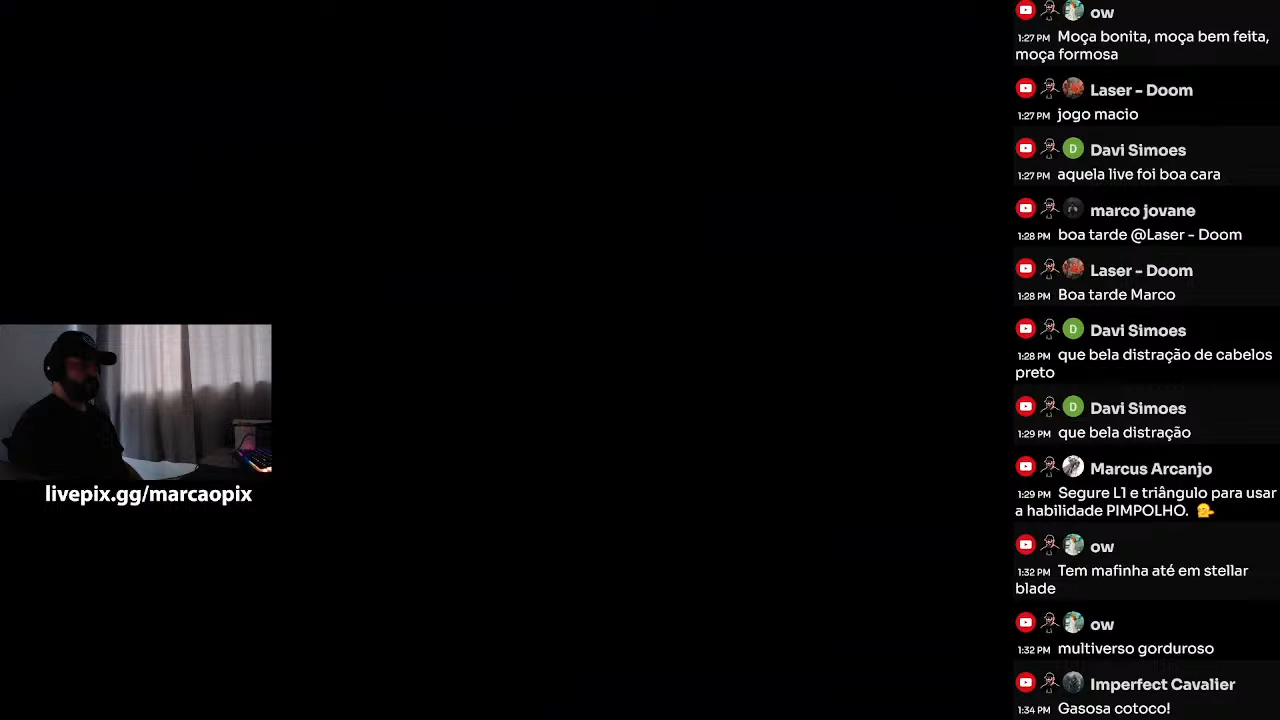 ow
1:27 PM Moça bonita, moça bem feita,
moça formosa
Laser - Doom
1:27 PM jogo macio
D Davi Simoes
1:27 PM aquela live foi boa cara
marco jovane
1:28 PM boa tarde @Laser - Doom
Laser - Doom
1:28 PM Boa tarde Marco
D Davi Simoes
1:28 PM que bela distração de cabelos
preto
D Davi Simoes
1:29 PM que bela distração
Marcus Arcanjo
1:29 PM Segure L1 e triângulo para usar
a habilidade PIMPOLHO.
ow
1:32 PM Tem mafinha até em stellar
blade
ow
1:32 PM multiverso gorduroso
Imperfect Cavalier
1:34 PM Gasosa cotoco!
livepix.gg/marcaopix